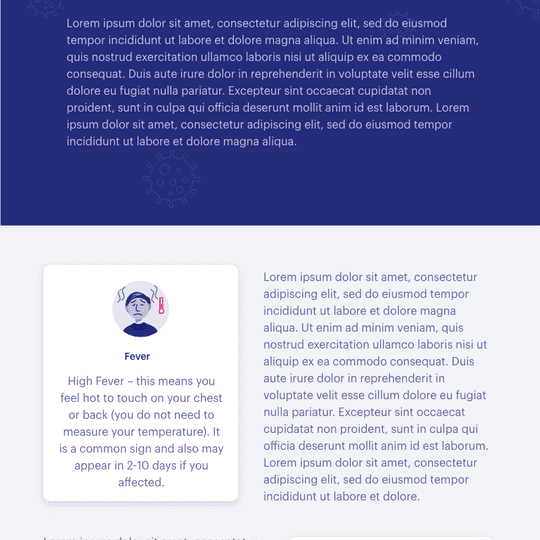 Lorem ipsum dolor sit amet, consectetur adipiscing elit, sed do eiusmod
tempor incididunt ut labore et dolore magna aliqua. Ut enim ad minim veniam,
quis nostrud exercitation ullamco laboris nisi ut aliquip ex ea commodo
consequat. Duis aute irure dolor in reprehenderit in voluptate velit esse cillum
dolore eu fugiat nulla pariatur. Excepteur sint occaecat cupidatat non
proident, sunt in culpa qui officia deserunt mollit anim id est laborum. Lorem
ipsum dolor sit amet, consectetur adipiscing elit, sed do eiusmod tempor
incididunt ut labore et dolore magna aliqua.
Fever
High Fever – this means you
feel hot to touch on your chest
or back (you do not need to
measure your temperature). It
is a common sign and also may
appear in 2-10 days if you
affected.
Lorem ipsum dolor sit amet, consectetur
adipiscing elit, sed do eiusmod tempor
incididunt ut labore et dolore magna
aliqua. Ut enim ad minim veniam, quis
nostrud exercitation ullamco laboris nisi ut
aliquip ex ea commodo consequat. Duis
aute irure dolor in reprehenderit in
voluptate velit esse cillum dolore eu fugiat
nulla pariatur. Excepteur sint occaecat
cupidatat non proident, sunt in culpa qui
officia deserunt mollit anim id est laborum.
Lorem ipsum dolor sit amet, consectetur
adipiscing elit, sed do eiusmod tempor
incididunt ut labore et dolore.